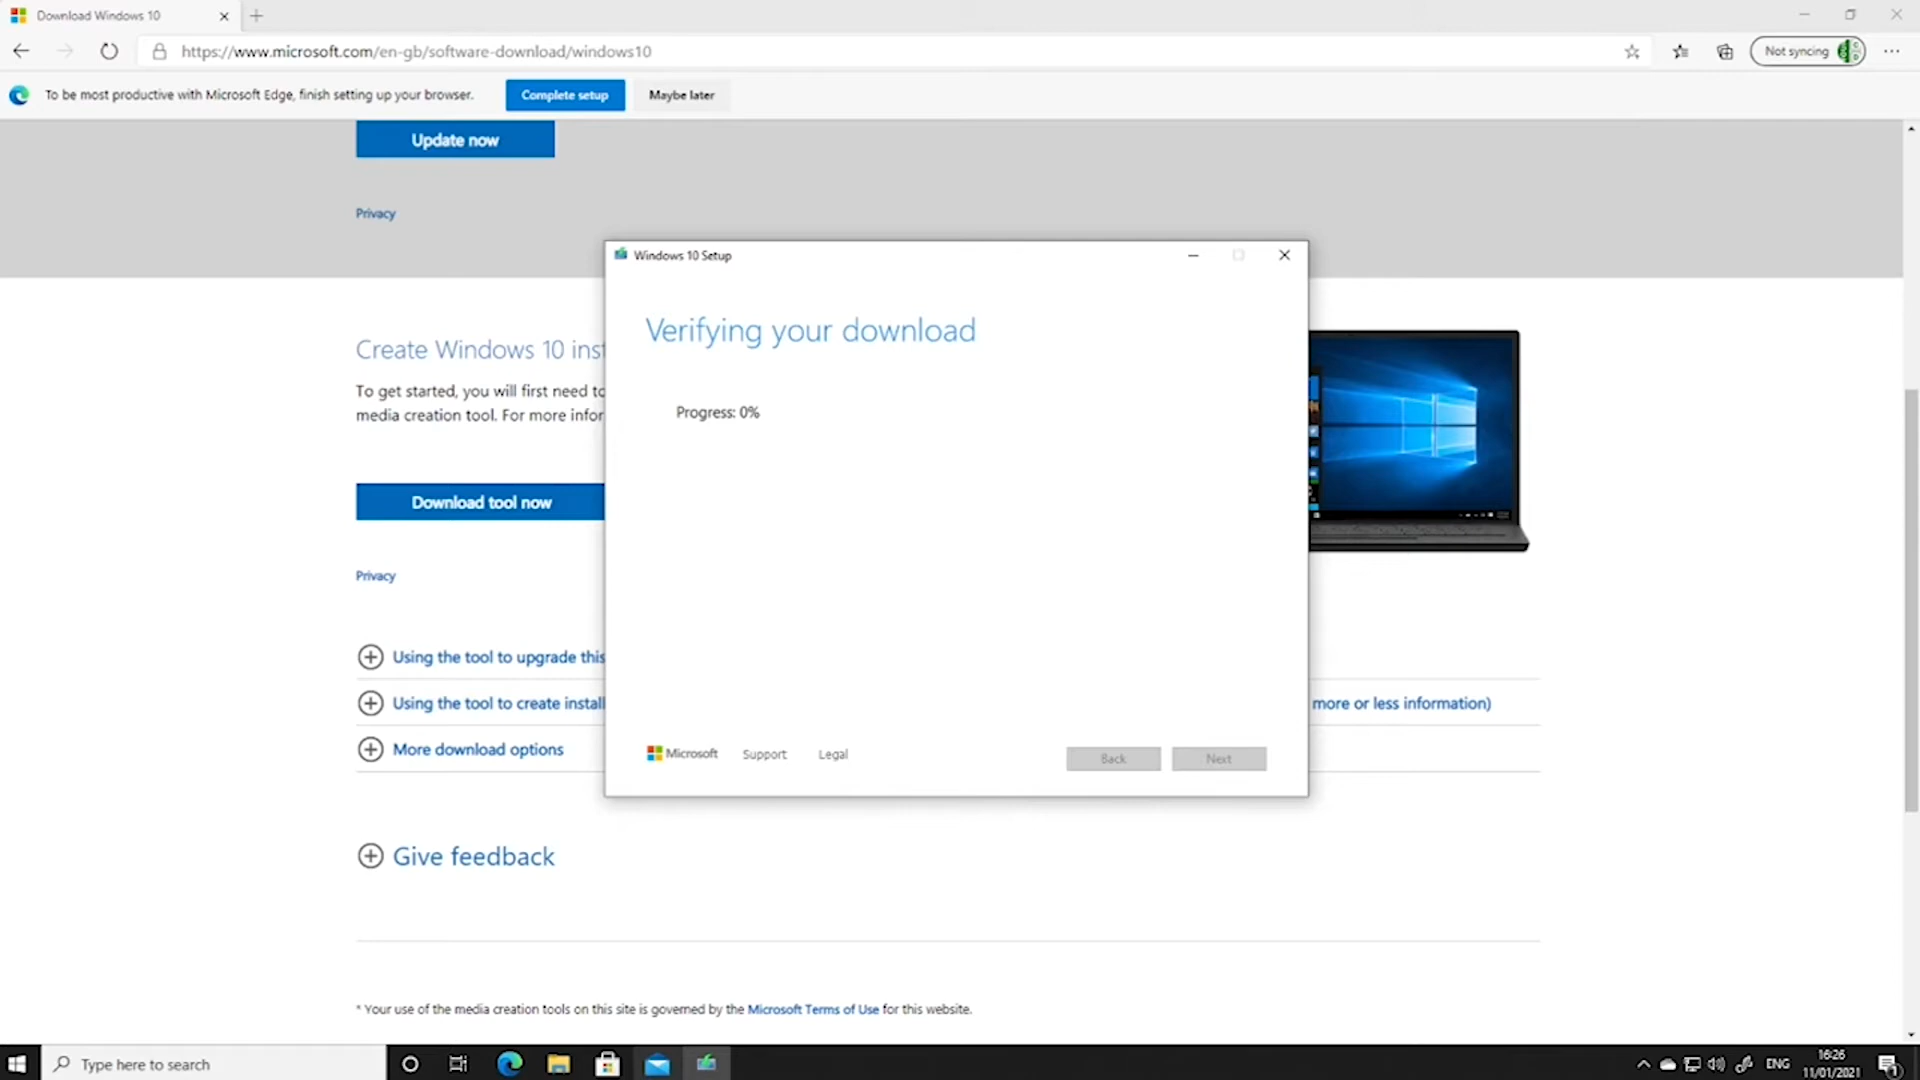 Download Windows 10
https://www.microsoft.com/en-gb/software-download/windows10
Not syncing
To be most productive with Microsoft Edge, finish setting up your browser.
Complete setup
Maybe later
Update now
Privacy
Windows 10 Setup
Verifying your download
Progress: 0%
Create Windows 10 inst
To get started, you will first need to
media creation tool. For more infor
Download tool now
Privacy
Using the tool to upgrade this
Using the tool to create install
more or less information)
More download options
Microsoft
Support
Legal
Back
Next
Give feedback
* Your use of the media creation tools on this site is governed by the Microsoft Terms of Use for this website.
Type here to search
ENG
16:26
11/01/2021
1